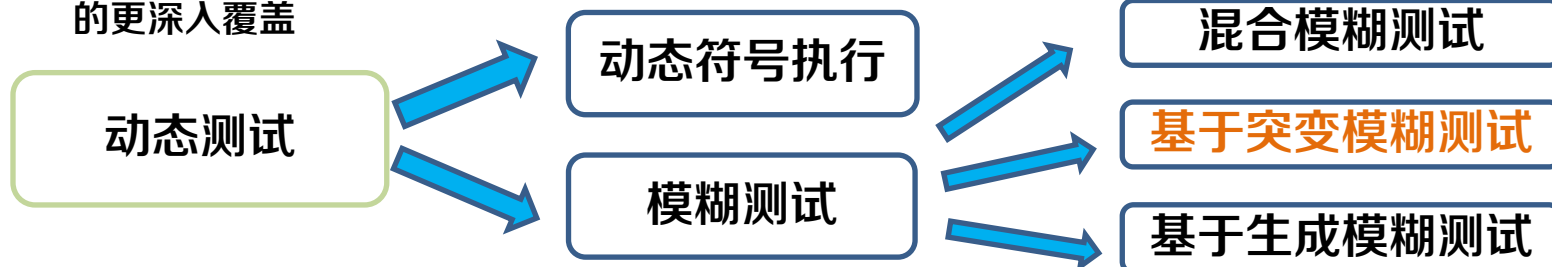 的更深入覆盖
动态测试
动态符号执行
模糊测试
混合模糊测试
基于突变模糊测试
基于生成模糊测试